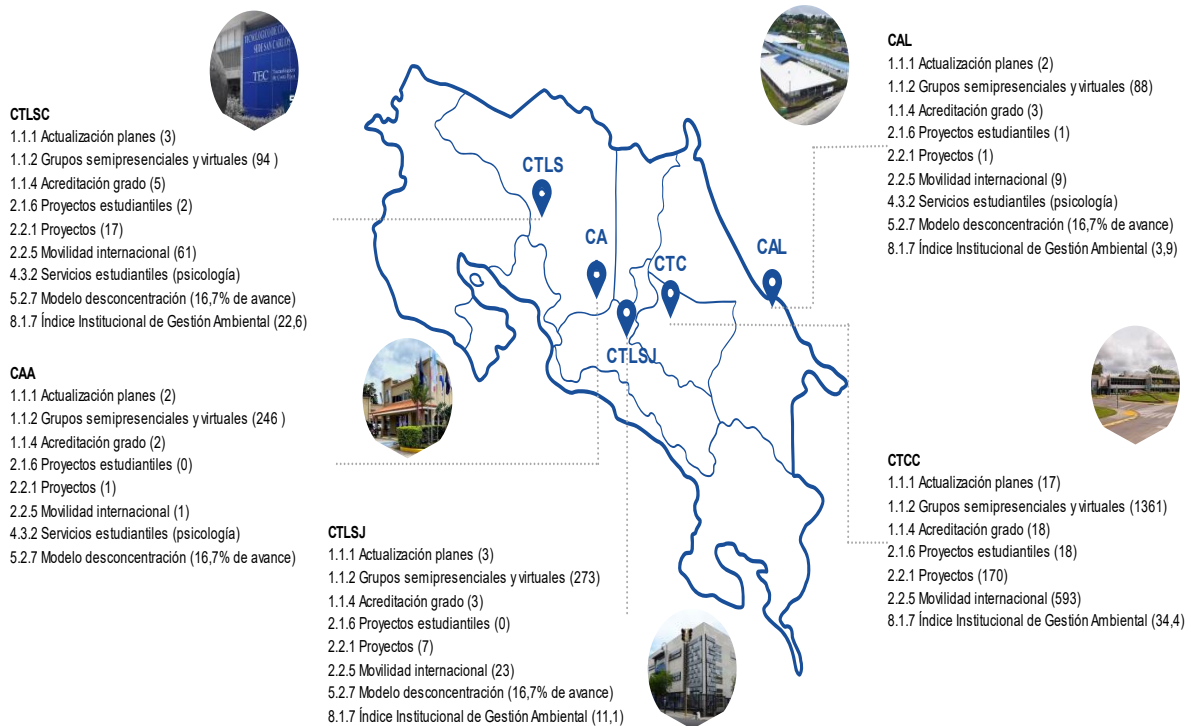 TECNOLÓGICO DE CO
SEDE SAN CARLOS
TEC
CTLSC
1.1.1 Actualización planes (3)
1.1.2 Grupos semipresenciales y virtuales (94 )
1.1.4 Acreditación grado (5)
2.1.6 Proyectos estudiantiles (2)
2.2.1 Proyectos (17)
2.2.5 Movilidad internacional (61)
4.3.2 Servicios estudiantiles (psicología)
5.2.7 Modelo desconcentración (16,7% de avance)
8.1.7 Índice Institucional de Gestión Ambiental (22,6)
CAA
1.1.1 Actualización planes (2)
1.1.2 Grupos semipresenciales y virtuales (246 )
1.1.4 Acreditación grado (2)
2.1.6 Proyectos estudiantiles (0)
2.2.1 Proyectos (1)
2.2.5 Movilidad internacional (1)
4.3.2 Servicios estudiantiles (psicología)
5.2.7 Modelo desconcentración (16,7% de avance)
CTLS
CA
CTC
CAL
CTLSJ
CTLSJ
1.1.1 Actualización planes (3)
1.1.2 Grupos semipresenciales y virtuales (273)
1.1.4 Acreditación grado (3)
2.1.6 Proyectos estudiantiles (0)
2.2.1 Proyectos (7)
2.2.5 Movilidad internacional (23)
5.2.7 Modelo desconcentración (16,7% de avance)
8.1.7 Índice Institucional de Gestión Ambiental (11,1)
CAL
1.1.1 Actualización planes (2)
1.1.2 Grupos semipresenciales y virtuales (88)
1.1.4 Acreditación grado (3)
2.1.6 Proyectos estudiantiles (1)
2.2.1 Proyectos (1)
2.2.5 Movilidad internacional (9)
4.3.2 Servicios estudiantiles (psicología)
5.2.7 Modelo desconcentración (16,7% de avance)
8.1.7 Índice Institucional de Gestión Ambiental (3,9)
CTCC
1.1.1 Actualización planes (17)
1.1.2 Grupos semipresenciales y virtuales (1361)
1.1.4 Acreditación grado (18)
2.1.6 Proyectos estudiantiles (18)
2.2.1 Proyectos (170)
2.2.5 Movilidad internacional (593)
8.1.7 Índice Institucional de Gestión Ambiental (34,4)